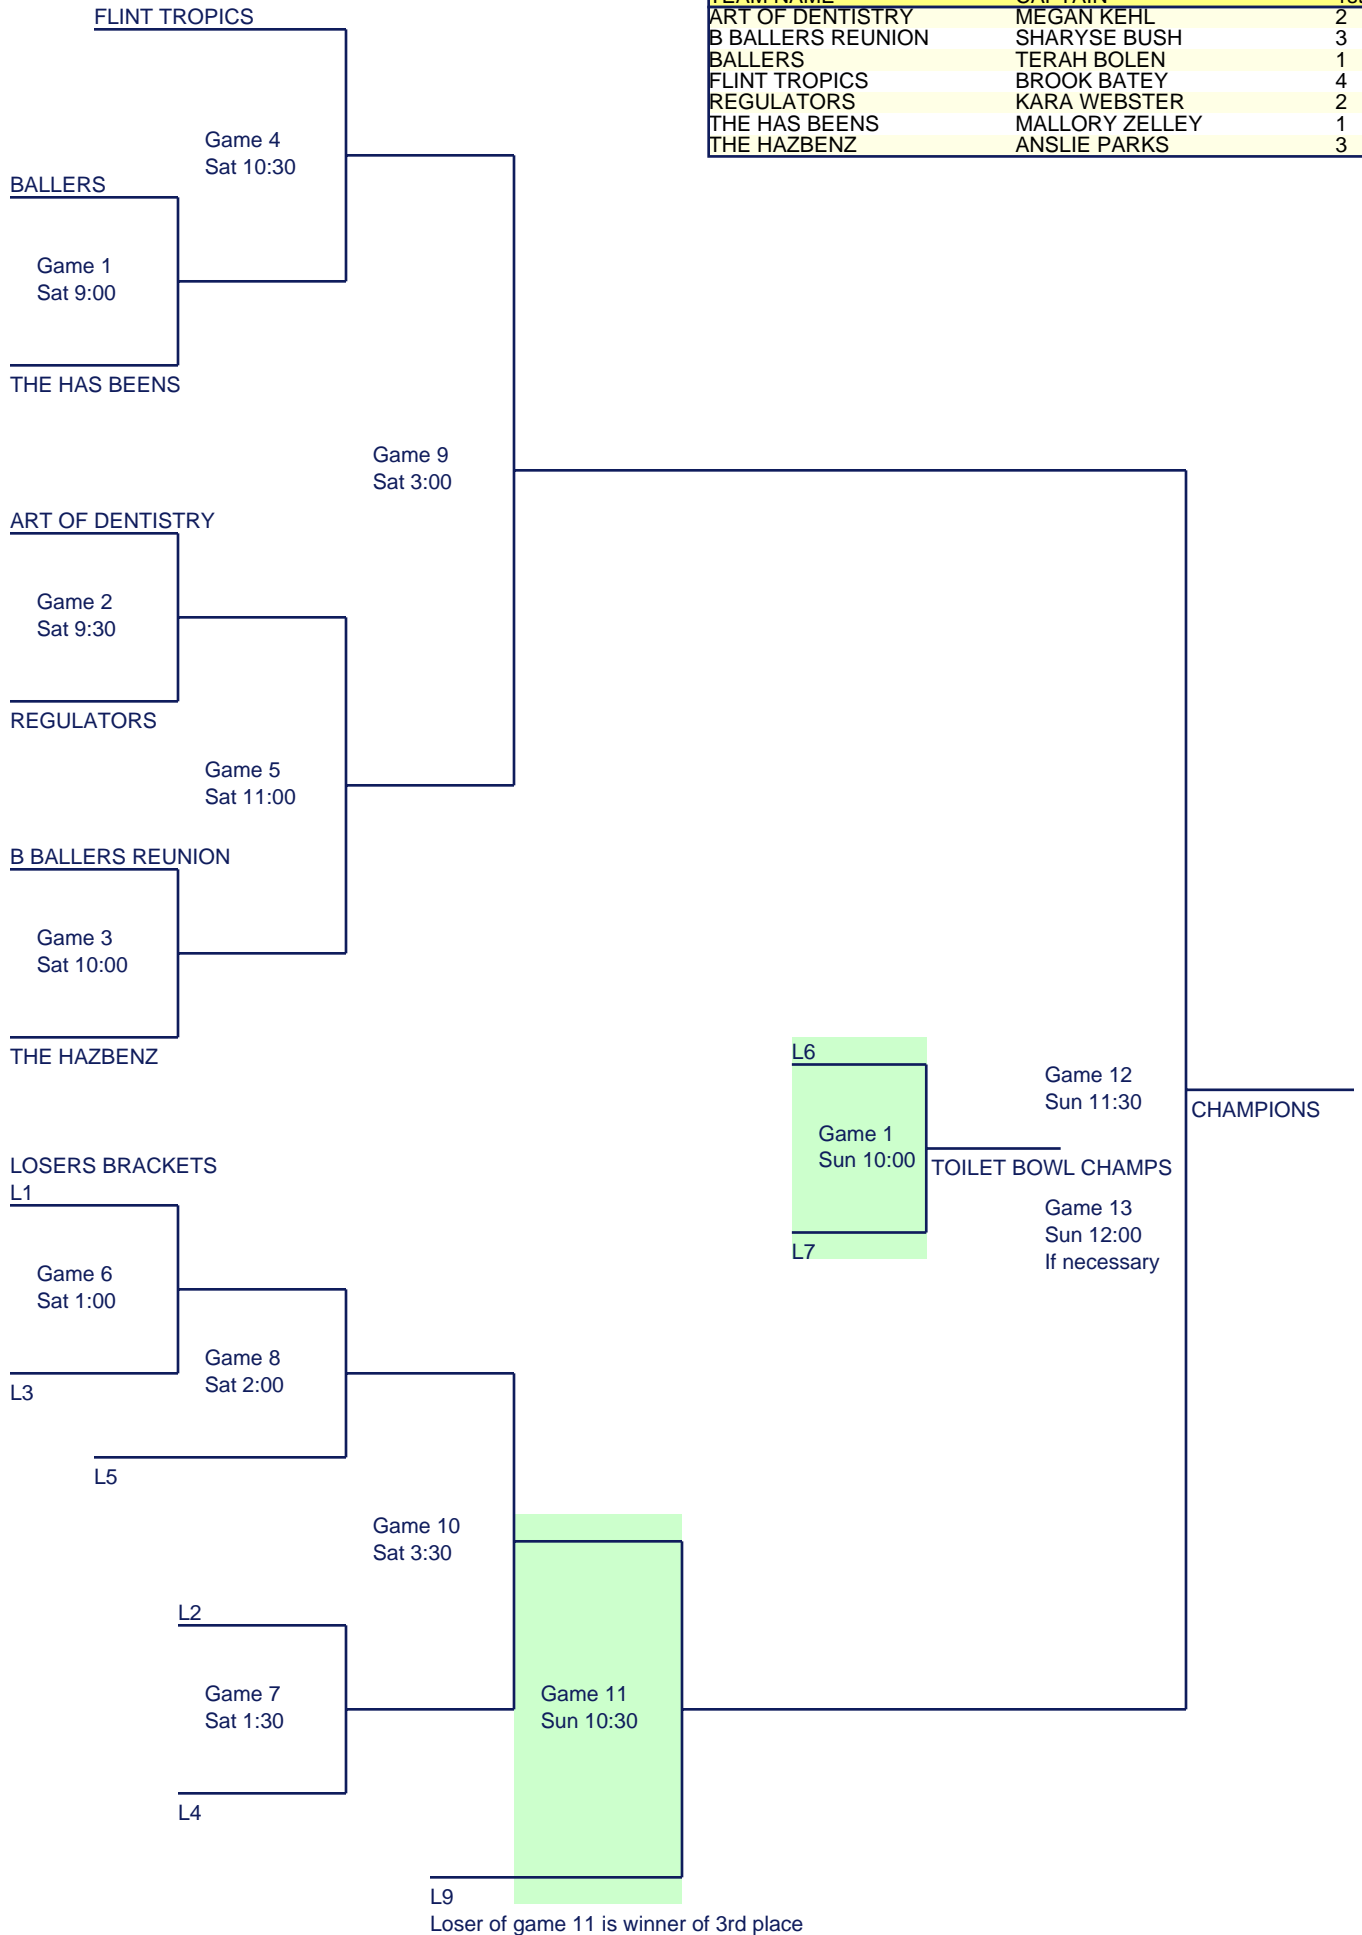 FLINT TROPICS
TEAM NAME CAPTAIN
ART OF DENTISTRY MEGAN KEHL 2
B BALLERS REUNION SHARYSE BUSH 3
BALLERS TERAH BOLEN 1
FLINT TROPICS BROOK BATEY 4
REGULATORS KARA WEBSTER 2
THE HAS BEENS MALLORY ZELLEY 1
THE HAZBENZ ANSLIE PARKS 3
Game 4
Sat 10:30
BALLERS
Game 1
Sat 9:00
THE HAS BEENS
Game 9
Sat 3:00
ART OF DENTISTRY
Game 2
Sat 9:30
REGULATORS
Game 5
Sat 11:00
B BALLERS REUNION
Game 3
Sat 10:00
THE HAZBENZ
L6
Game 12
Sun 11:30
CHAMPIONS
Game 1
Sun 10:00
TOILET BOWL CHAMPS
Game 13
Sun 12:00
If necessary
L7
LOSERS BRACKETS
L1
Game 6
Sat 1:00
L3
Game 8
Sat 2:00
L5
Game 10
Sat 3:30
L2
Game 7
Sat 1:30
L4
Game 11
Sun 10:30
L9
Loser of game 11 is winner of 3rd place